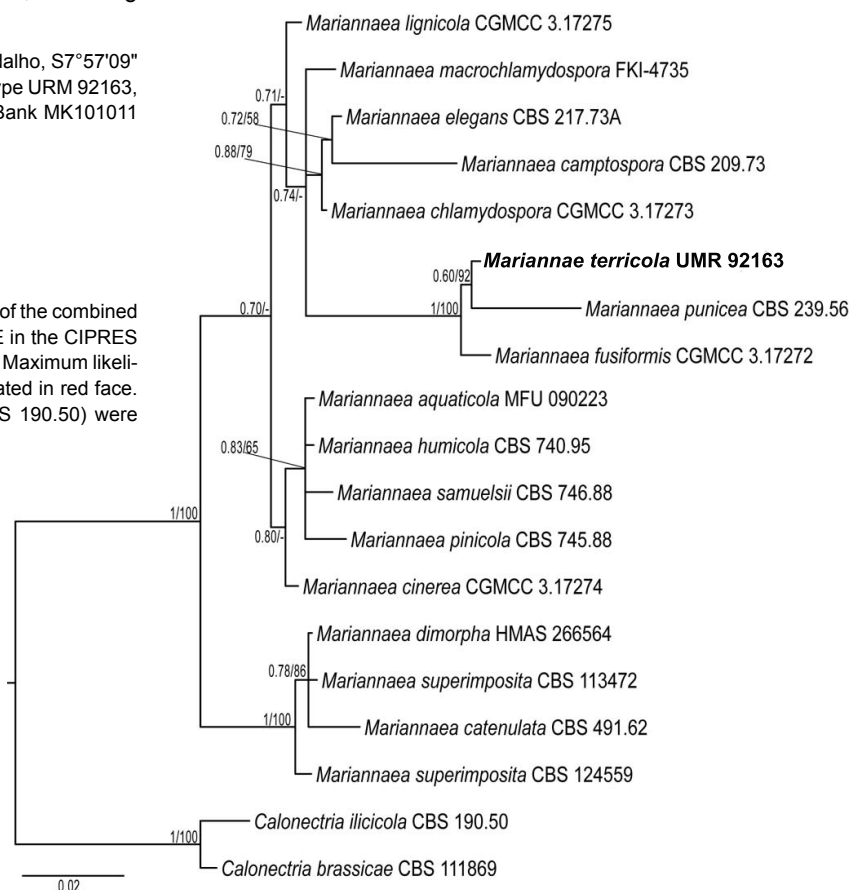 alho, S7°57'09"
ype URM 92163,
Bank MK101011
of the combined
E in the CIPRES
Maximum likeli-
ated in red face.
S 190.50) were
Mariannaea lignicola CGMCC 3.17275
Mariannaea macrochlamydospora FKI-4735
0.71/-
0.72/58
Mariannaea elegans CBS 217.73A
0.88/79
Mariannaea camptospora CBS 209.73
0.74/-
Mariannaea chlamydospora CGMCC 3.17273
Mariannae terricola UMR 92163
0.60/92
0.70/-
1/100
Mariannaea punicea CBS 239.56
Mariannaea fusiformis CGMCC 3.17272
Mariannaea aquaticola MFU 090223
0.83/65
Mariannaea humicola CBS 740.95
Mariannaea samuelsii CBS 746.88
1/100
0.80/-
Mariannaea pinicola CBS 745.88
Mariannaea cinerea CGMCC 3.17274
Mariannaea dimorpha HMAS 266564
0.78/86
Mariannaea superimposita CBS 113472
1/100
Mariannaea catenulata CBS 491.62
Mariannaea superimposita CBS 124559
Calonectria ilicicola CBS 190.50
1/100
Calonectria brassicae CBS 111869
0.02